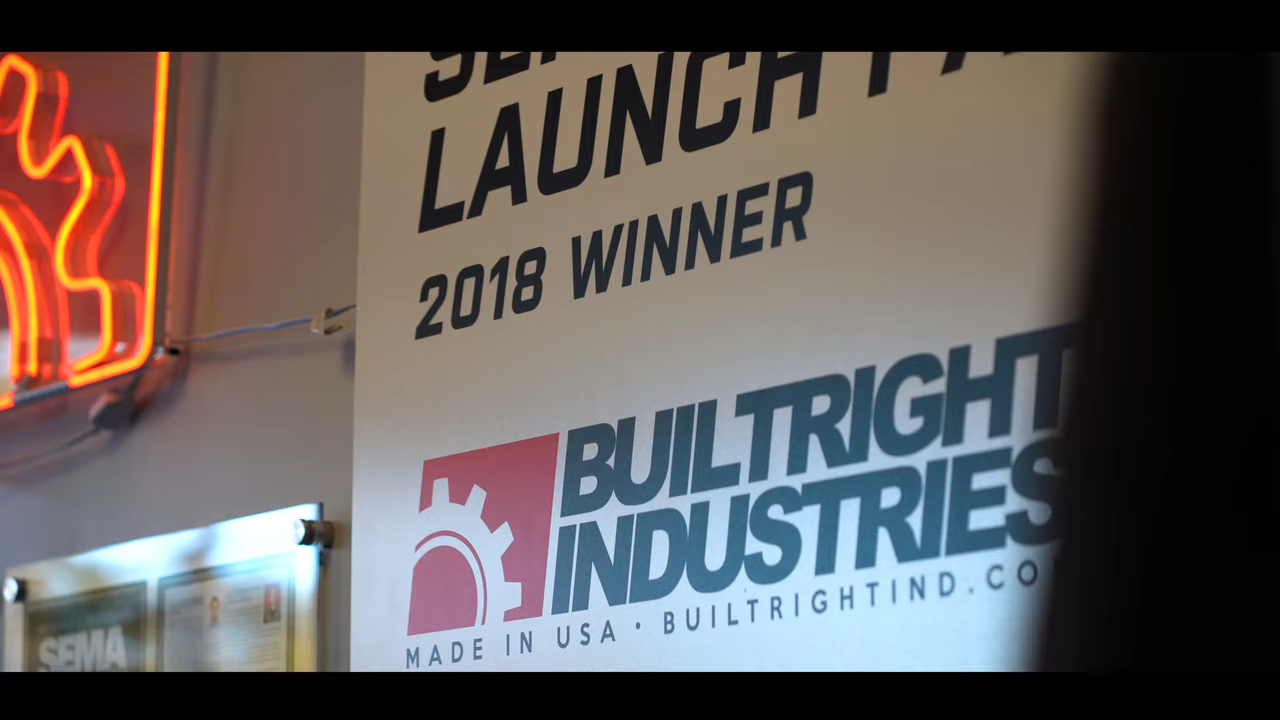 LAUNCH
2018 WINNER
BUILTRIGHT
INDUSTRIES
MADE IN USA • BUILTRIGHTIND.CO
SEMA